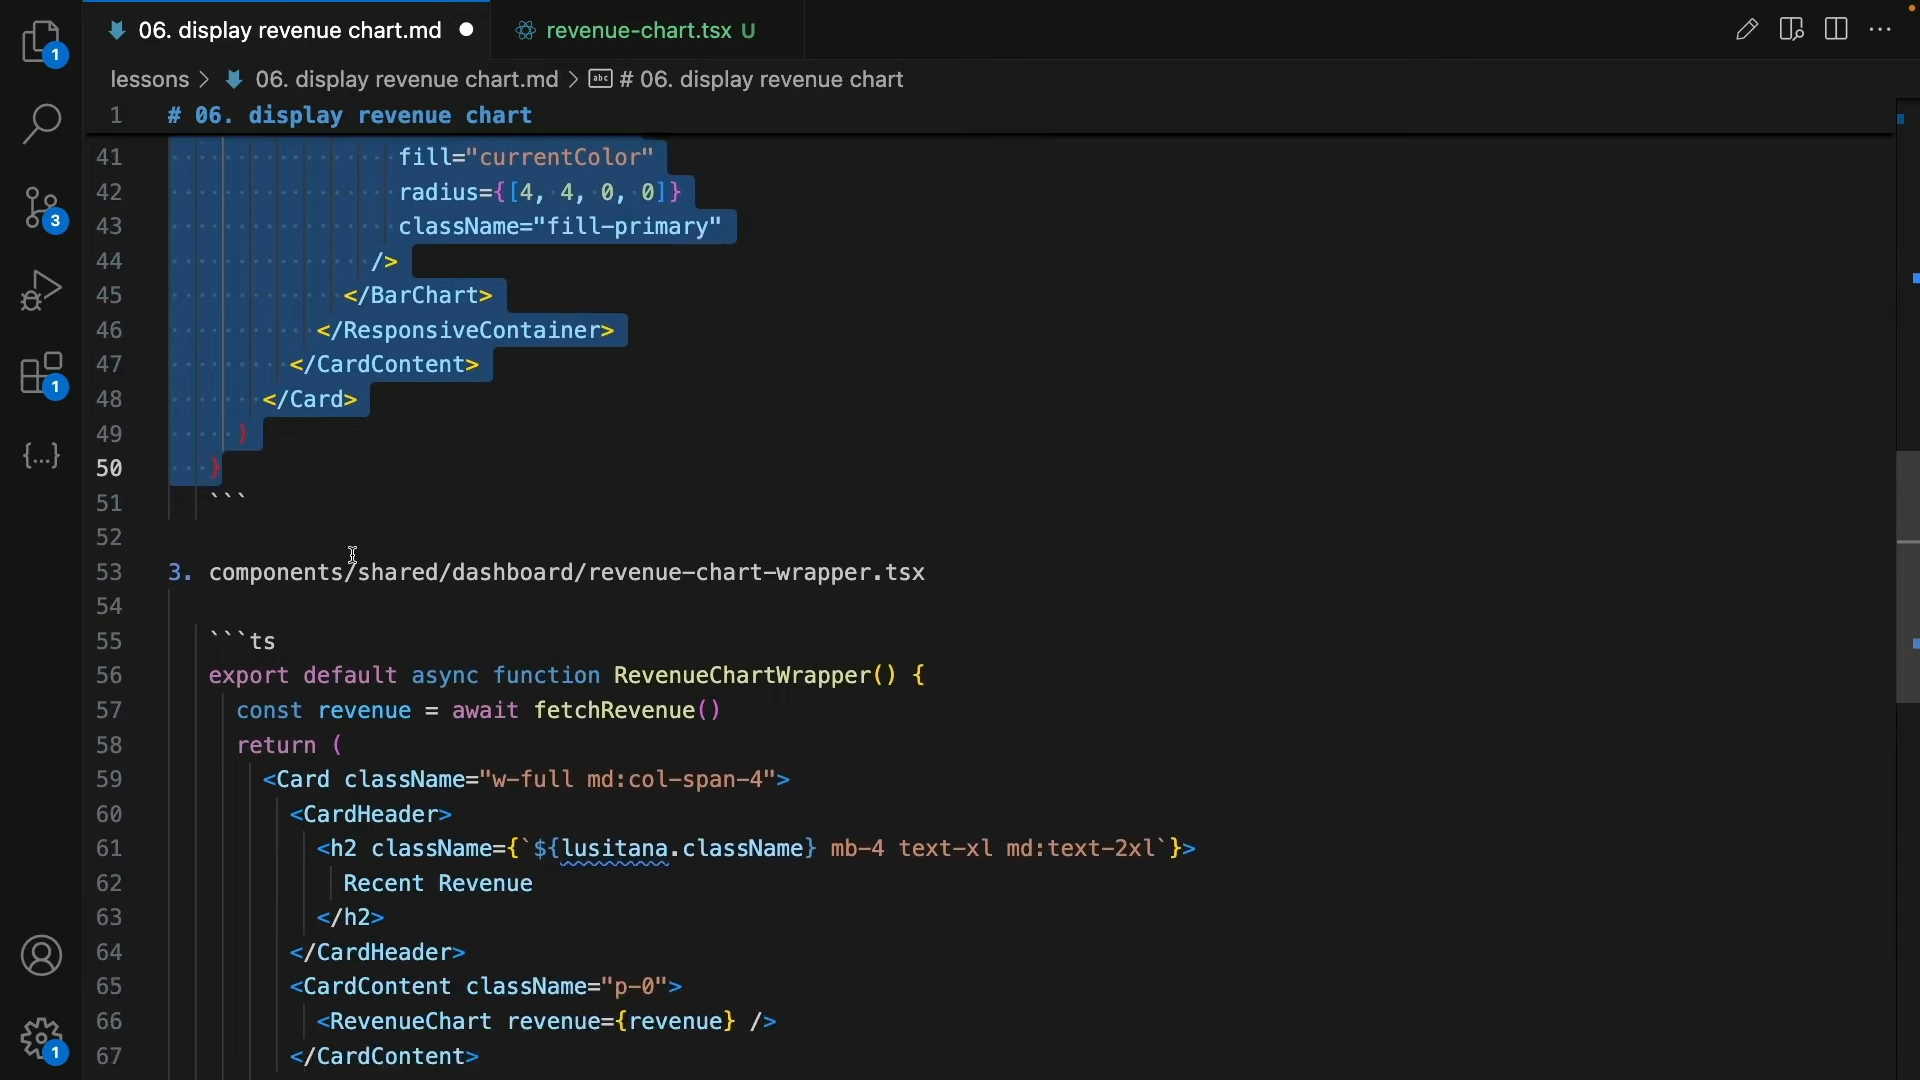 06. display revenue chart.md
revenue-chart.tsx U
lessons > 06. display revenue chart.md > abc # 06. display revenue chart
1 # 06. display revenue chart
41 fill="currentColor"
42 radius={[4, 4, 0, 0]}
43 className="fill-primary"
44 />
45 </BarChart>
46 </ResponsiveContainer>
47 </CardContent>
48 </Card>
49 )
50 }
51 ```
52
53 3. components/shared/dashboard/revenue-chart-wrapper.tsx
54
55 ```ts
56 export default async function RevenueChartWrapper() {
57 const revenue = await fetchRevenue()
58 return (
59 <Card className="w-full md:col-span-4">
60 <CardHeader>
61 <h2 className={`${lusitana.className} mb-4 text-xl md:text-2xl`}>
62 Recent Revenue
63 </h2>
64 </CardHeader>
65 <CardContent className="p-0">
66 <RevenueChart revenue={revenue} />
67 </CardContent>
1
3
1
{...}
1